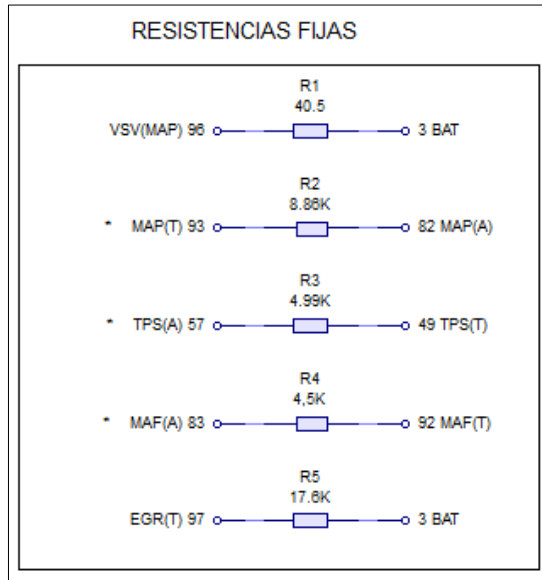 RESISTENCIAS FIJAS
R1
40.5
VSV(MAP) 96 3 BAT
R2
8.86K
* MAP(T) 93 82 MAP(A)
R3
4.99K
* TPS(A) 57 49 TPS(T)
R4
4,5K
* MAF(A) 83 92 MAF(T)
R5
17.6K
EGR(T) 97 3 BAT